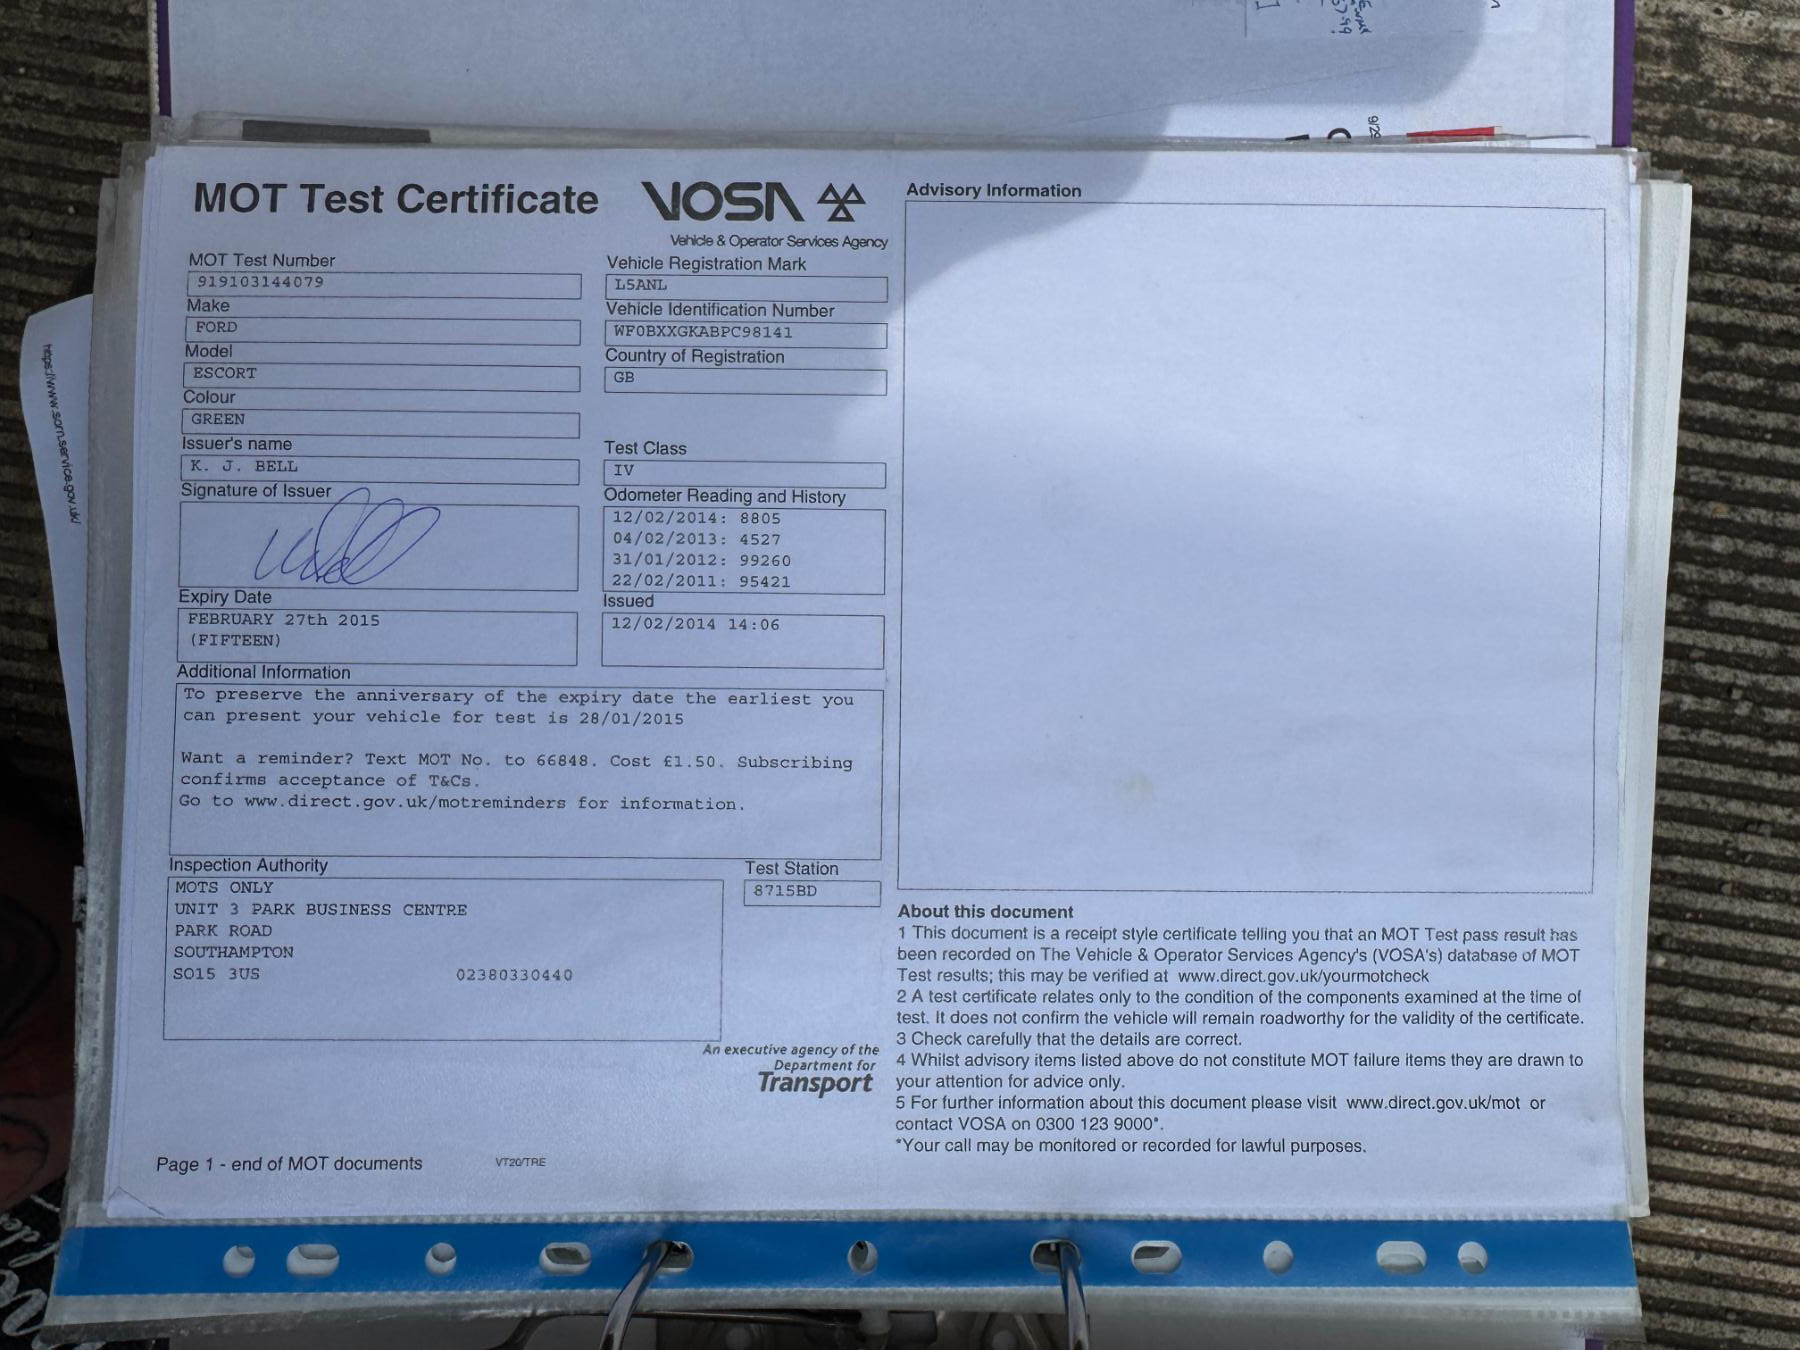 9/29
https://www.sorn.service.gov.uk/
MOT Test Certificate
VOSA
Vehicle & Operator Services Agency
MOT Test Number
919103144079
Make
FORD
Model
ESCORT
Colour
GREEN
Issuer's name
K. J. BELL
Signature of Issuer
Expiry Date
FEBRUARY 27th 2015
(FIFTEEN)
Vehicle Registration Mark
L5ANL
Vehicle Identification Number
WF0BXXGKABPC98141
Country of Registration
GB
Test Class
IV
Odometer Reading and History
12/02/2014: 8805
04/02/2013: 4527
31/01/2012: 99260
22/02/2011: 95421
Issued
12/02/2014 14:06
Additional Information
To preserve the anniversary of the expiry date the earliest you
can present your vehicle for test is 28/01/2015
Want a reminder? Text MOT No. to 66848. Cost £1.50. Subscribing
confirms acceptance of T&Cs.
Go to www.direct.gov.uk/motreminders for information.
Inspection Authority
MOTS ONLY
UNIT 3 PARK BUSINESS CENTRE
PARK ROAD
SOUTHAMPTON
SO15 3US 02380330440
Test Station
8715BD
An executive agency of the
Department for
Transport
Page 1 - end of MOT documents VT20/TRE
Advisory Information
About this document
1 This document is a receipt style certificate telling you that an MOT Test pass result has
been recorded on The Vehicle & Operator Services Agency's (VOSA's) database of MOT
Test results; this may be verified at www.direct.gov.uk/yourmotcheck
2 A test certificate relates only to the condition of the components examined at the time of
test. It does not confirm the vehicle will remain roadworthy for the validity of the certificate.
3 Check carefully that the details are correct.
4 Whilst advisory items listed above do not constitute MOT failure items they are drawn to
your attention for advice only.
5 For further information about this document please visit www.direct.gov.uk/mot or
contact VOSA on 0300 123 9000*.
*Your call may be monitored or recorded for lawful purposes.